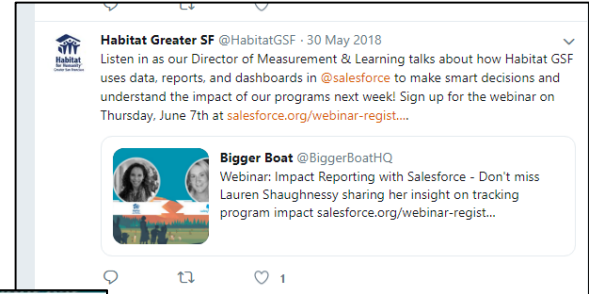 Habitat Greater SF @HabitatGSF · 30 May 2018
Listen in as our Director of Measurement & Learning talks about how Habitat GSF
uses data, reports, and dashboards in @salesforce to make smart decisions and
understand the impact of our programs next week! Sign up for the webinar on
Thursday, June 7th at salesforce.org/webinar-regist....
Habitat
for Humanity
Bigger Boat @BiggerBoatHQ
Webinar: Impact Reporting with Salesforce - Don't miss
Lauren Shaughnessy sharing her insight on tracking
program impact salesforce.org/webinar-regist...
1